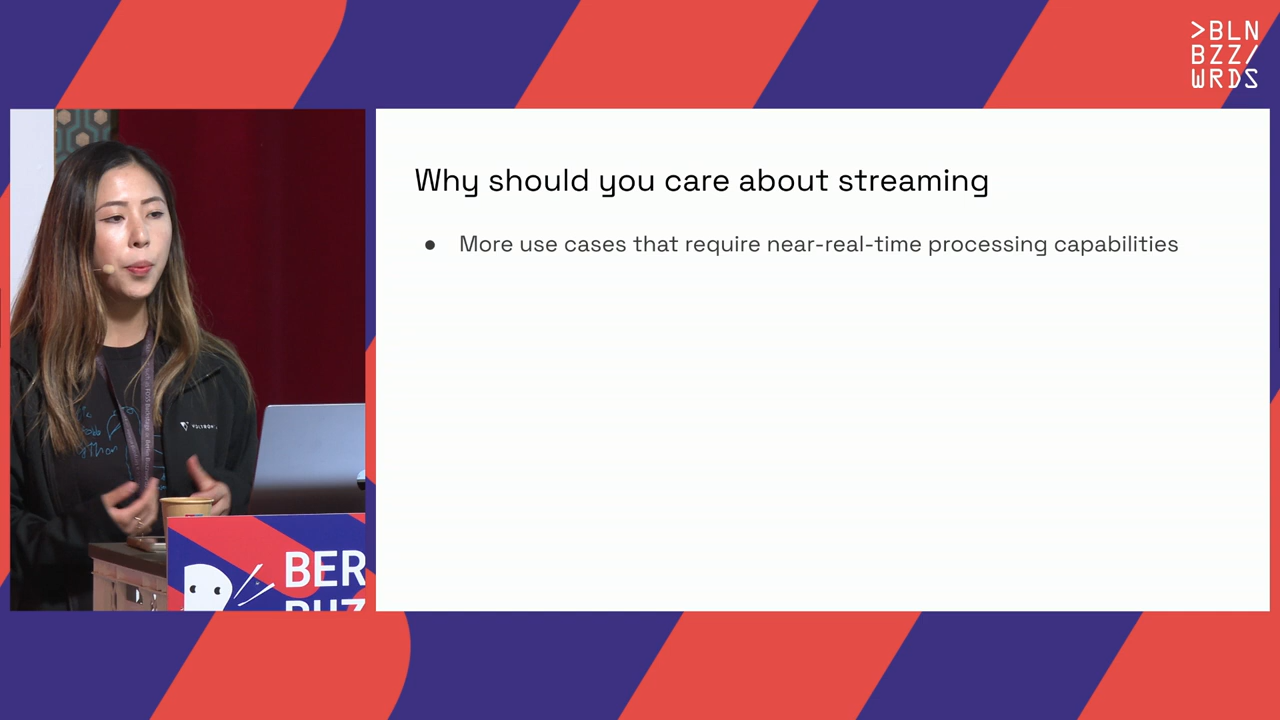 >BLN
BZZ/
WRDS
Why should you care about streaming
● More use cases that require near-real-time processing capabilities
BER